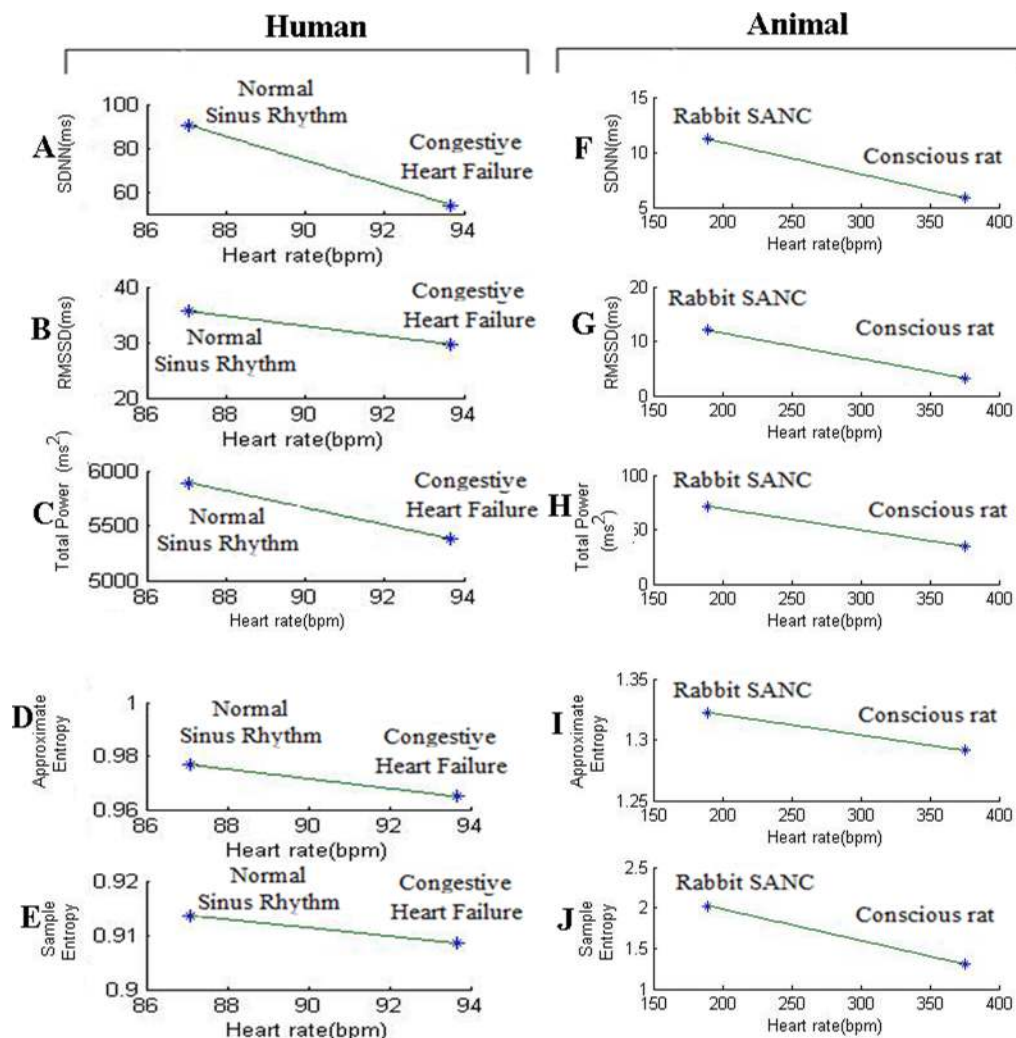 Human
Animal
A
SDNN(ms)
100
80
60
Normal
Sinus Rhythm
Congestive
Heart Failure
86 88 90 92 94
Heart rate(bpm)
F
SDNN(ms)
15
10
5
Rabbit SANC
Conscious rat
150 200 250 300 350 400
Heart rate(bpm)
B
RMSSD(ms)
40
30
20
Congestive
Heart Failure
Normal
Sinus Rhythm
86 88 90 92 94
Heart rate(bpm)
G
RMSSD(ms)
20
10
0
Rabbit SANC
Conscious rat
150 200 250 300 350 400
Heart rate(bpm)
C
Total Power (ms²)
6000
5500
5000
Congestive
Heart Failure
Normal
Sinus Rhythm
86 88 90 92 94
Heart rate(bpm)
H
Total Power
(ms²)
100
50
0
Rabbit SANC
Conscious rat
150 200 250 300 350 400
Heart rate(bpm)
D
Approximate
Entropy
1
0.98
0.96
Normal
Sinus Rhythm
Congestive
Heart Failure
86 88 90 92 94
Heart rate(bpm)
I
Approximate
Entropy
1.35
1.3
1.25
Rabbit SANC
Conscious rat
150 200 250 300 350 400
Heart rate(bpm)
E
Sample
Entropy
0.92
0.91
0.9
Normal
Sinus Rhythm
Congestive
Heart Failure
86 88 90 92 94
Heart rate(bpm)
J
Sample
Entropy
2.5
2
1.5
1
Rabbit SANC
Conscious rat
150 200 250 300 350 400
Heart rate(bpm)